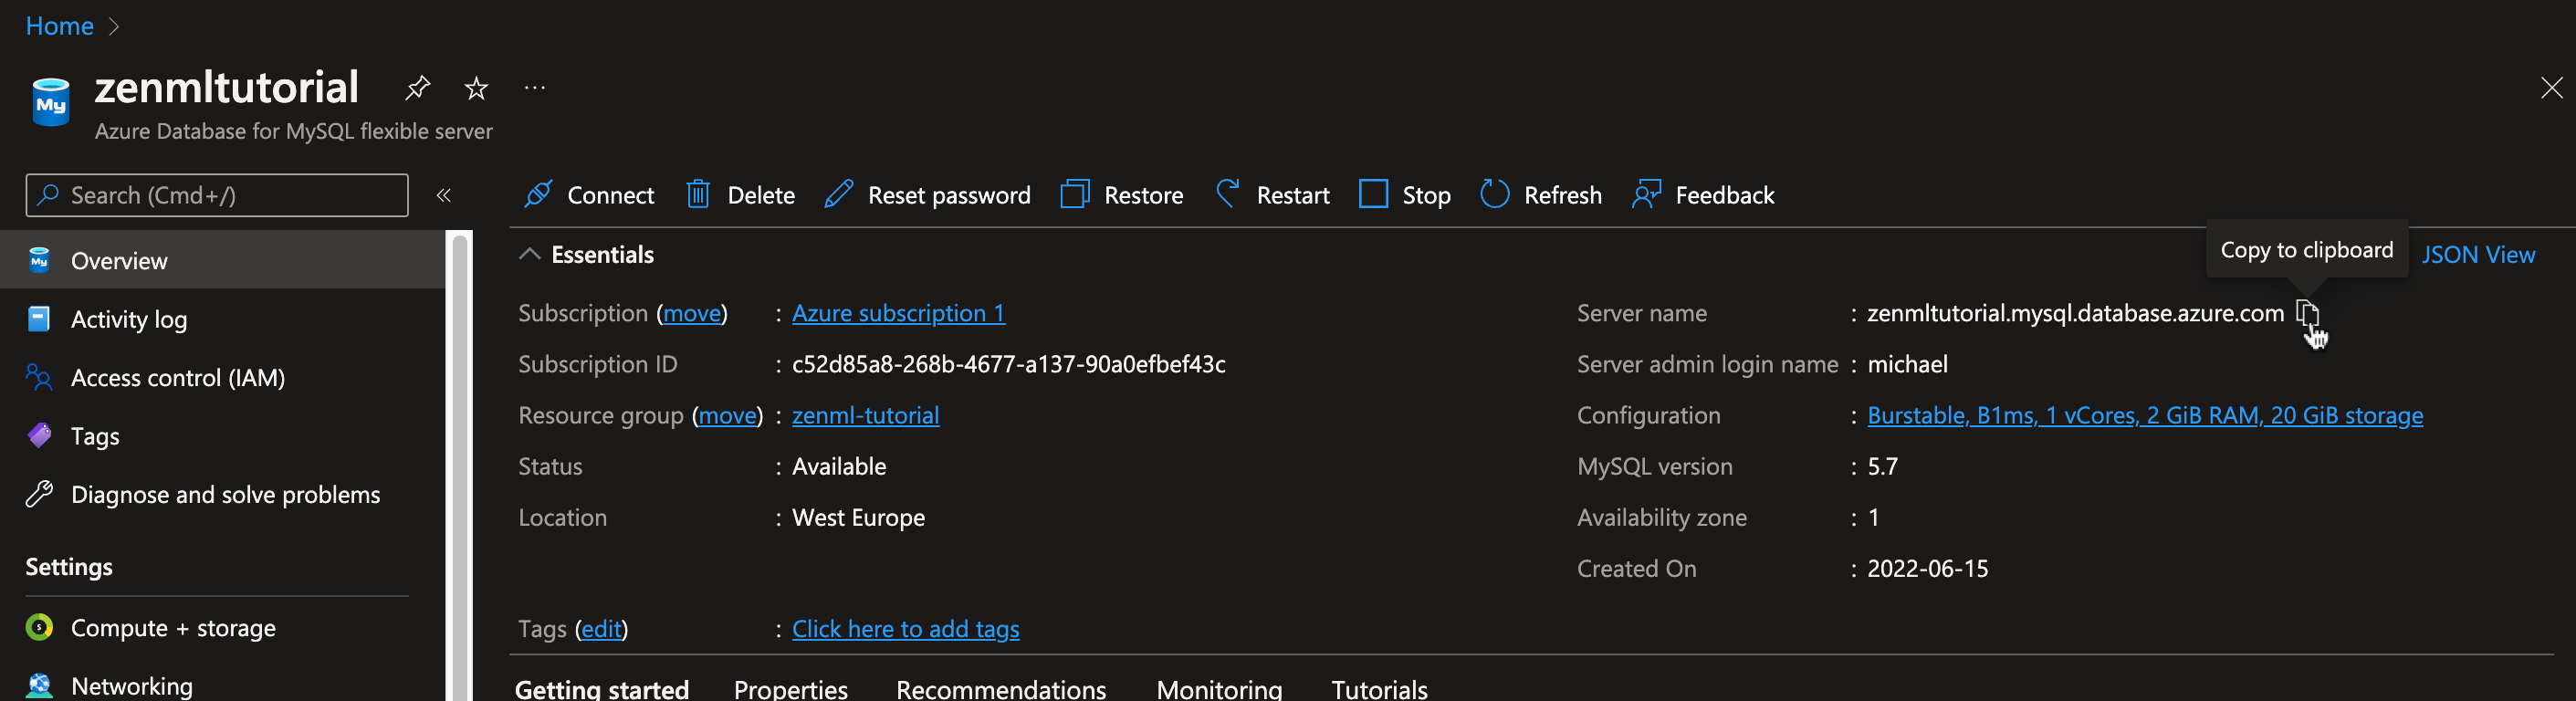 Home
zenmltutorial
My
Azure Database for MySQL flexible server
Search (Cmd+/)
Connect Delete Reset password Restore Restart Stop Refresh Feedback
Overview
Activity log
Access control (IAM)
Tags
Diagnose and solve problems
Settings
Compute + storage
Networking
Essentials
Copy to clipboard
JSON View
Subscription (move) : Azure subscription 1
Subscription ID : c52d85a8-268b-4677-a137-90a0efbef43c
Resource group (move) : zenml-tutorial
Status : Available
Location : West Europe
Server name : zenmltutorial.mysql.database.azure.com
Server admin login name : michael
Configuration : Burstable, B1ms, 1 vCores, 2 GiB RAM, 20 GiB storage
MySQL version : 5.7
Availability zone : 1
Created On : 2022-06-15
Tags (edit) : Click here to add tags
Getting started Properties Recommendations Monitoring Tutorials